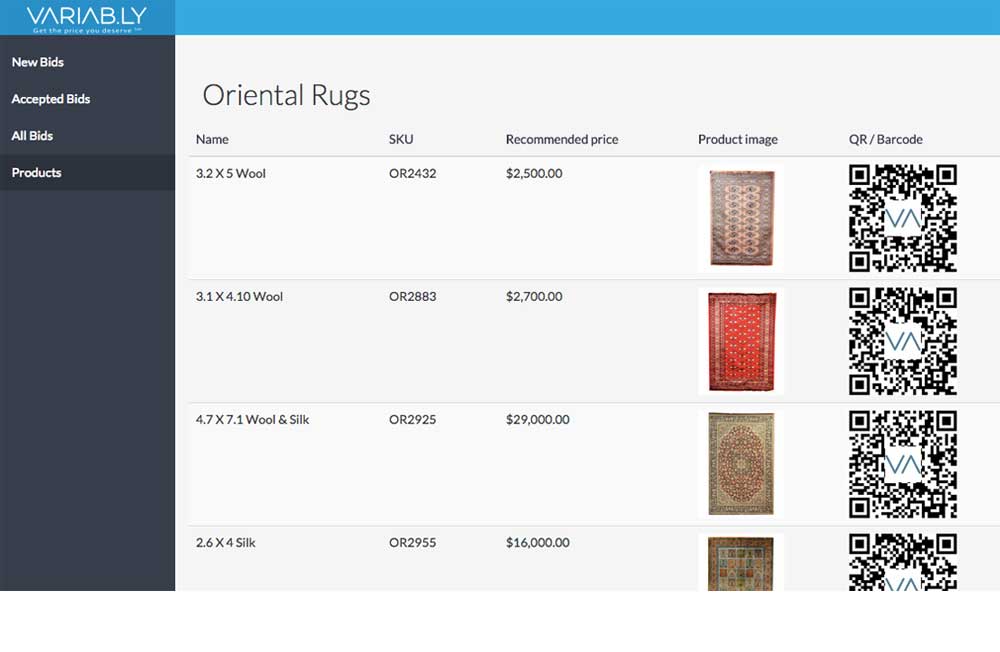 VARIAB.LY
Get the price you deserve
New Bids
Accepted Bids
All Bids
Products
Oriental Rugs
Name SKU Recommended price Product image QR / Barcode
3.2 X 5 Wool OR2432 $2,500.00
VA
3.1 X 4.10 Wool OR2883 $2,700.00
VA
4.7 X 7.1 Wool & Silk OR2925 $29,000.00
VA
2.6 X 4 Silk OR2955 $16,000.00
VA